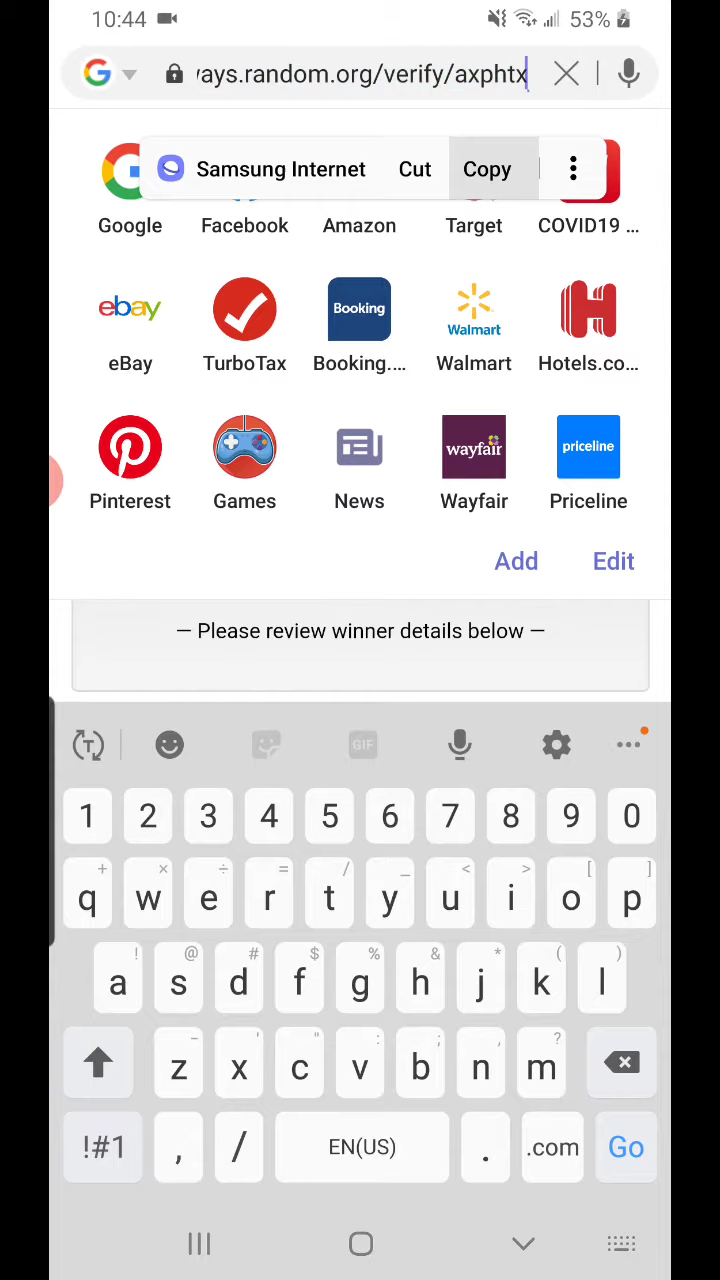 10:44 53%
ways.random.org/verify/axphtx
Samsung Internet Cut Copy
Google Facebook Amazon Target COVID19 ...
ebay Booking Walmart
eBay TurboTax Booking.... Walmart Hotels.co...
wayfair priceline
Pinterest Games News Wayfair Priceline
Add Edit
— Please review winner details below —
T GIF
1 2 3 4 5 6 7 8 9 0
+ × ÷ = / _ < > [ ]
q w e r t y u i o p
! @ # $ % & * ( )
a s d f g h j k l
- ' " : ; , ?
z x c v b n m
!#1 , / EN(US) . .com Go